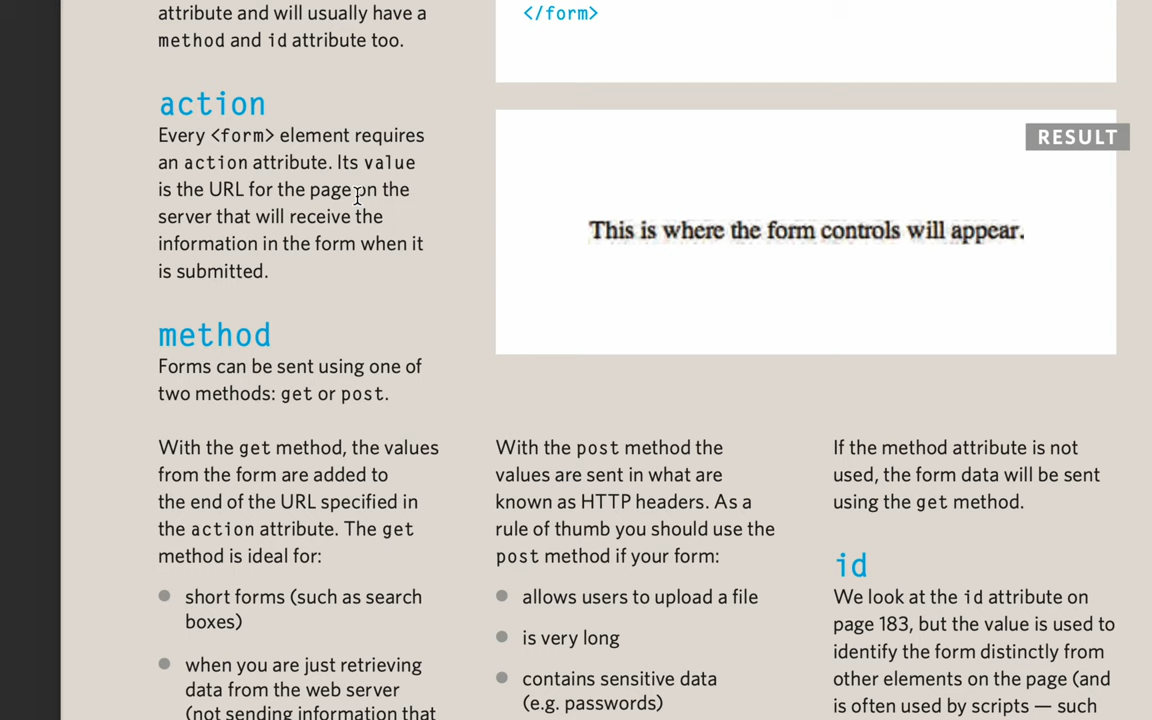 attribute and will usually have a
method and id attribute too.
action
Every <form> element requires
an action attribute. Its value
is the URL for the page on the
server that will receive the
information in the form when it
is submitted.
method
Forms can be sent using one of
two methods: get or post.
With the get method, the values
from the form are added to
the end of the URL specified in
the action attribute. The get
method is ideal for:
short forms (such as search
boxes)
when you are just retrieving
data from the web server
(not sending information that
</form>
RESULT
This is where the form controls will appear.
With the post method the
values are sent in what are
known as HTTP headers. As a
rule of thumb you should use the
post method if your form:
allows users to upload a file
is very long
contains sensitive data
(e.g. passwords)
If the method attribute is not
used, the form data will be sent
using the get method.
id
We look at the id attribute on
page 183, but the value is used to
identify the form distinctly from
other elements on the page (and
is often used by scripts — such